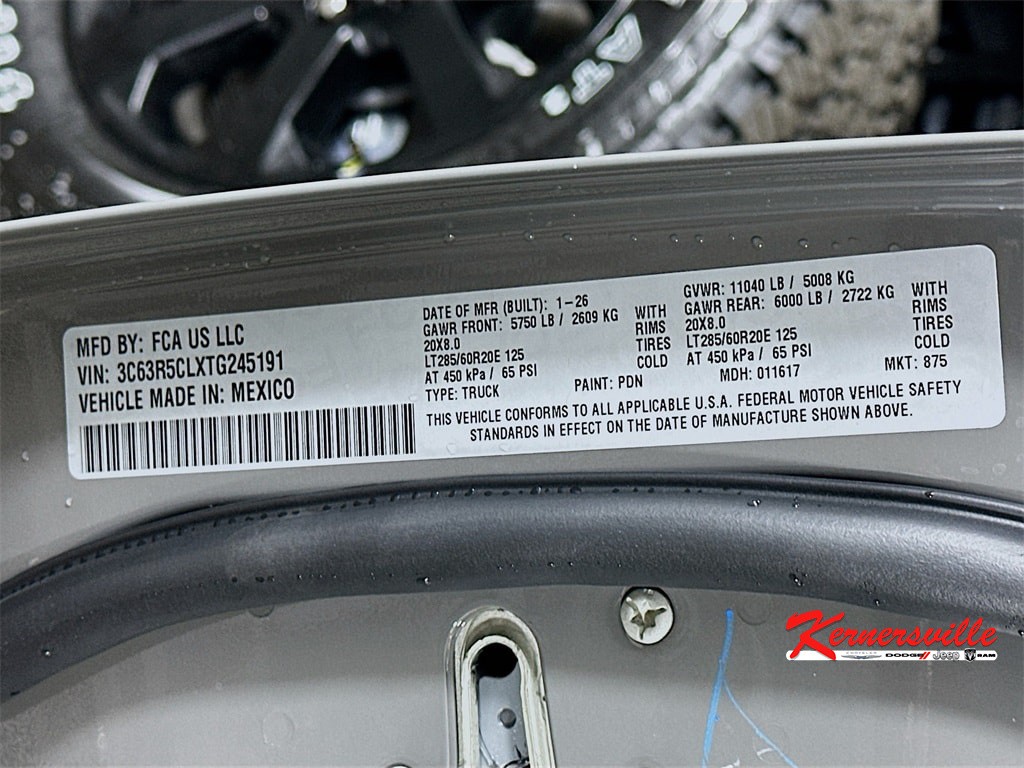 MFD BY: FCA US LLC
VIN: 3C63R5CLXTG245191
VEHICLE MADE IN: MEXICO
DATE OF MFR (BUILT): 1-26
GAWR FRONT: 5750 LB / 2609 KG
20X8.0
LT285/60R20E 125
AT 450 kPa / 65 PSI
TYPE: TRUCK
WITH
RIMS
TIRES
COLD
PAINT: PDN
GVWR: 11040 LB / 5008 KG
GAWR REAR: 6000 LB / 2722 KG
20X8.0
LT285/60R20E 125
AT 450 kPa / 65 PSI
MDH: 011617
WITH
RIMS
TIRES
COLD
MKT: 875
THIS VEHICLE CONFORMS TO ALL APPLICABLE U.S.A. FEDERAL MOTOR VEHICLE SAFETY
STANDARDS IN EFFECT ON THE DATE OF MANUFACTURE SHOWN ABOVE.
Kernersville
CHRYSLER DODGE Jeep RAM